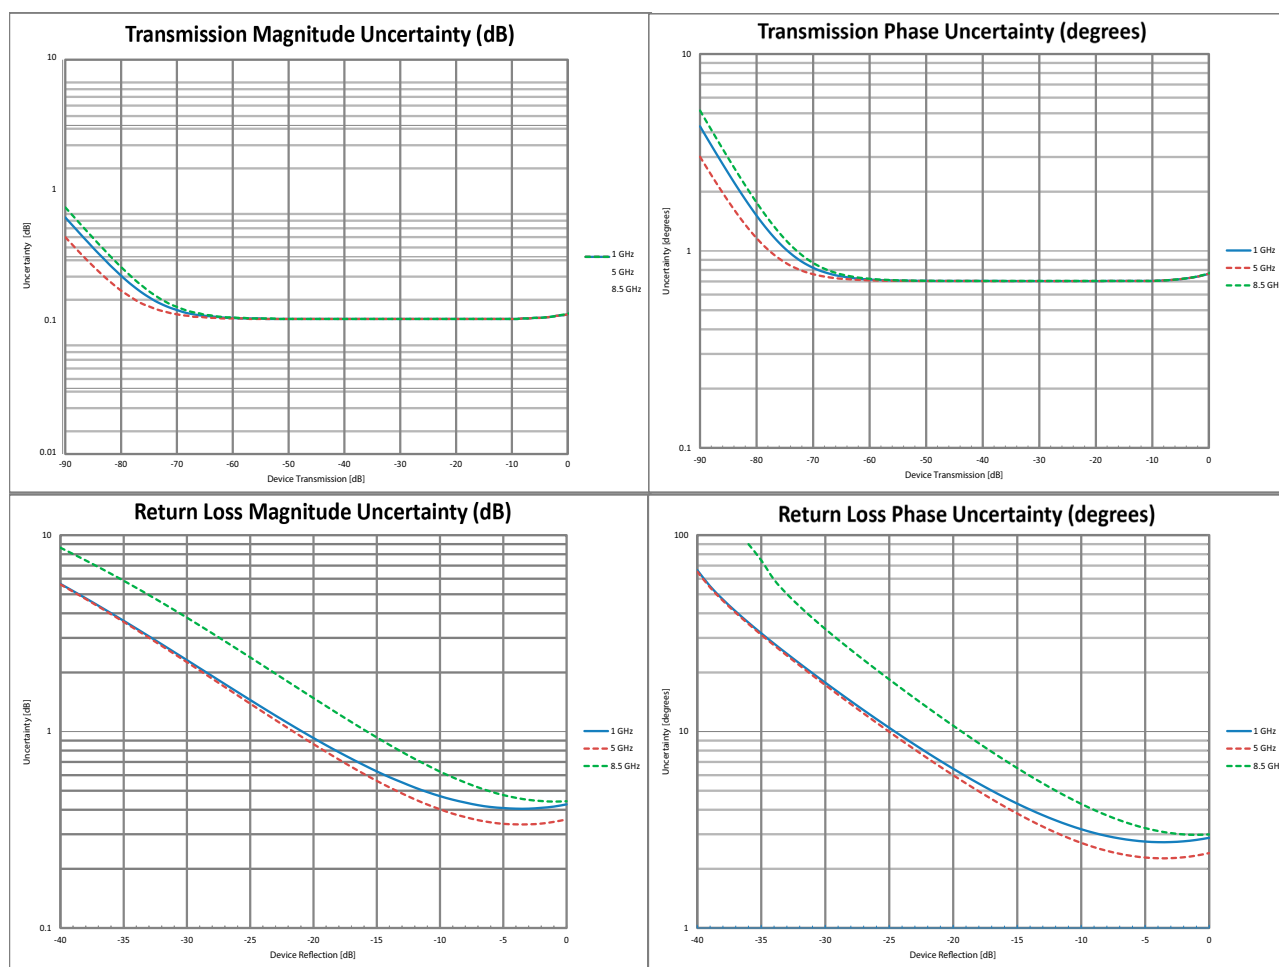 Transmission Magnitude Uncertainty (dB)
10
1
0.1
0.01
Uncertainty [dB]
-90 -80 -70 -60 -50 -40 -30 -20 -10 0
Device Transmission [dB]
1 GHz
5 GHz
8.5 GHz
Transmission Phase Uncertainty (degrees)
10
1
0.1
Uncertainty [degrees]
-90 -80 -70 -60 -50 -40 -30 -20 -10 0
Device Transmission [dB]
1 GHz
5 GHz
8.5 GH
Return Loss Magnitude Uncertainty (dB)
10
1
0.1
Uncertainty [dB]
-40 -35 -30 -25 -20 -15 -10 -5 0
Device Reflection [dB]
1 GHz
5 GHz
8.5 GHz
Return Loss Phase Uncertainty (degrees)
100
10
1
Uncertainty [degrees]
-40 -35 -30 -25 -20 -15 -10 -5 0
Device Reflection [dB]
1 GHz
5 GHz
8.5 GH